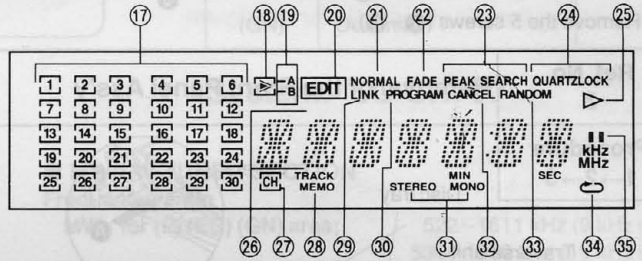 17 18 19 20 21 22 23 24 25
A
B
EDIT NORMAL FADE PEAK SEARCH QUARTZLOCK
LINK PROGRAM CANCEL RANDOM
1 2 3 4 5 6
7 8 9 10 11 12
13 14 15 16 17 18
19 20 21 22 23 24
25 26 27 28 29 30
kHz
MHz
CH TRACK MIN SEC
MEMO STEREO MONO
26 27 28 29 30 31 32 33 34 35